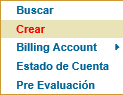 Buscar
Crear
Billing Account
Estado de Cuenta
Pre Evaluación